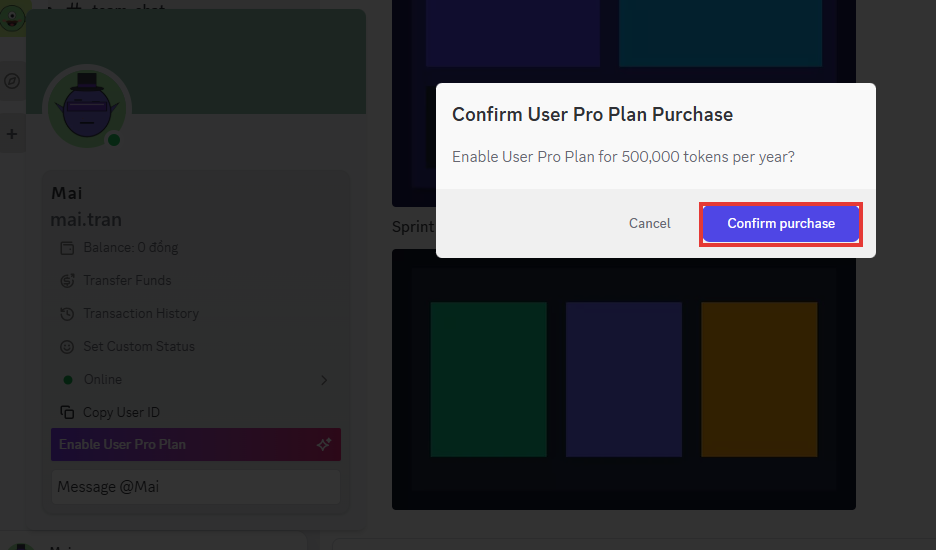 # team-chat
Mai
mai.tran
Balance: 0 đồng
Transfer Funds
Transaction History
Set Custom Status
Online
Copy User ID
Enable User Pro Plan
Message @Mai
Sprint
Confirm User Pro Plan Purchase
Enable User Pro Plan for 500,000 tokens per year?
Cancel
Confirm purchase